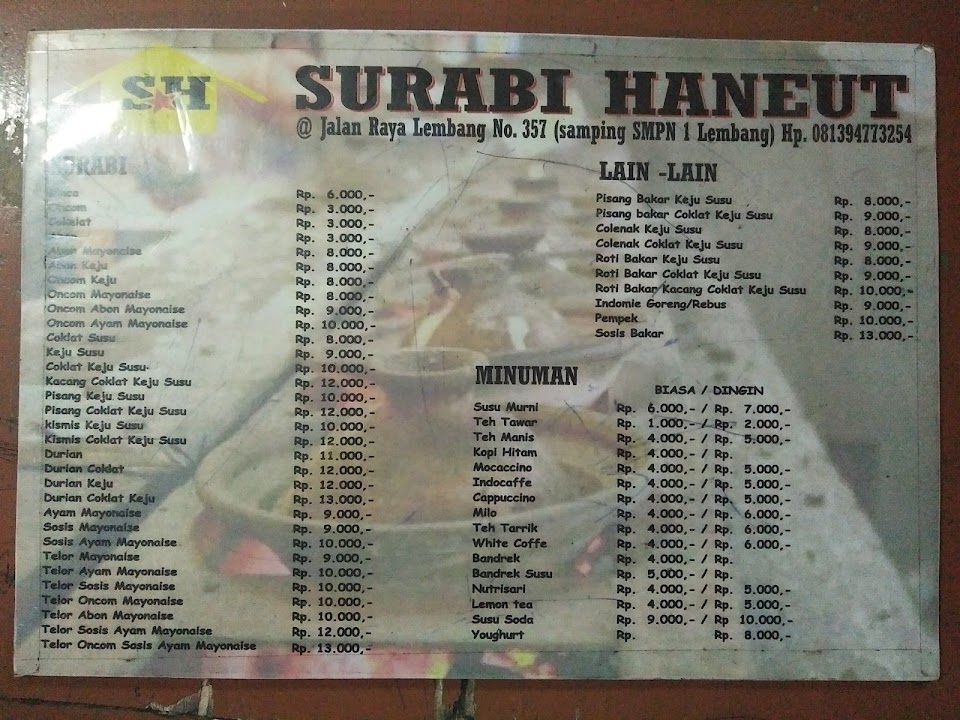 SH
SURABI HANEUT
@ Jalan Raya Lembang No. 357 (samping SMPN 1 Lembang) Hp. 081394773254
SURABI
Rp. 6.000,-
Oncom Rp. 3.000,-
Cokelat Rp. 3.000,-
Rp. 3.000,-
Abon Mayonaise Rp. 8.000,-
Abon Keju Rp. 8.000,-
Oncom Keju Rp. 8.000,-
Oncom Mayonaise Rp. 8.000,-
Oncom Abon Mayonaise Rp. 9.000,-
Oncom Ayam Mayonaise Rp. 10.000,-
Coklat Susu Rp. 8.000,-
Keju Susu Rp. 9.000,-
Coklat Keju Susu Rp. 10.000,-
Kacang Coklat Keju Susu Rp. 12.000,-
Pisang Keju Susu Rp. 10.000,-
Pisang Coklat Keju Susu Rp. 12.000,-
kismis Keju Susu Rp. 10.000,-
Kismis Coklat Keju Susu Rp. 12.000,-
Durian Rp. 11.000,-
Durian Coklat Rp. 12.000,-
Durian Keju Rp. 12.000,-
Durian Coklat Keju Rp. 13.000,-
Ayam Mayonaise Rp. 9.000,-
Sosis Mayonaise Rp. 9.000,-
Sosis Ayam Mayonaise Rp. 10.000,-
Telor Mayonaise Rp. 9.000,-
Telor Ayam Mayonaise Rp. 10.000,-
Telor Sosis Mayonaise Rp. 10.000,-
Telor Oncom Mayonaise Rp. 10.000,-
Telor Abon Mayonaise Rp. 10.000,-
Telor Sosis Ayam Mayonaise Rp. 12.000,-
Telor Oncom Sosis Ayam Mayonaise Rp. 13.000,-
LAIN -LAIN
Pisang Bakar Keju Susu Rp. 8.000,-
Pisang bakar Coklat Keju Susu Rp. 9.000,-
Colenak Keju Susu Rp. 8.000,-
Colenak Coklat Keju Susu Rp. 9.000,-
Roti Bakar Keju Susu Rp. 8.000,-
Roti Bakar Coklat Keju Susu Rp. 9.000,-
Roti Bakar Kacang Coklat Keju Susu Rp. 10.000,-
Indomie Goreng/Rebus Rp. 9.000,-
Pempek Rp. 10.000,-
Sosis Bakar Rp. 13.000,-
MINUMAN
BIASA / DINGIN
Susu Murni Rp. 6.000,- / Rp. 7.000,-
Teh Tawar Rp. 1.000,- / Rp. 2.000,-
Teh Manis Rp. 4.000,- / Rp. 5.000,-
Kopi Hitam Rp. 4.000,- / Rp.
Mocaccino Rp. 4.000,- / Rp. 5.000,-
Indocaffe Rp. 4.000,- / Rp. 5.000,-
Cappuccino Rp. 4.000,- / Rp. 5.000,-
Milo Rp. 4.000,- / Rp. 6.000,-
Teh Tarrik Rp. 4.000,- / Rp. 6.000,-
White Coffe Rp. 4.000,- / Rp. 6.000,-
Bandrek Rp. 4.000,- / Rp.
Bandrek Susu Rp. 5,000,- / Rp.
Nutrisari Rp. 4.000,- / Rp. 5.000,-
Lemon tea Rp. 4.000,- / Rp. 5.000,-
Susu Soda Rp. 9.000,- / Rp. 10.000,-
Youghurt Rp. Rp. 8.000,-